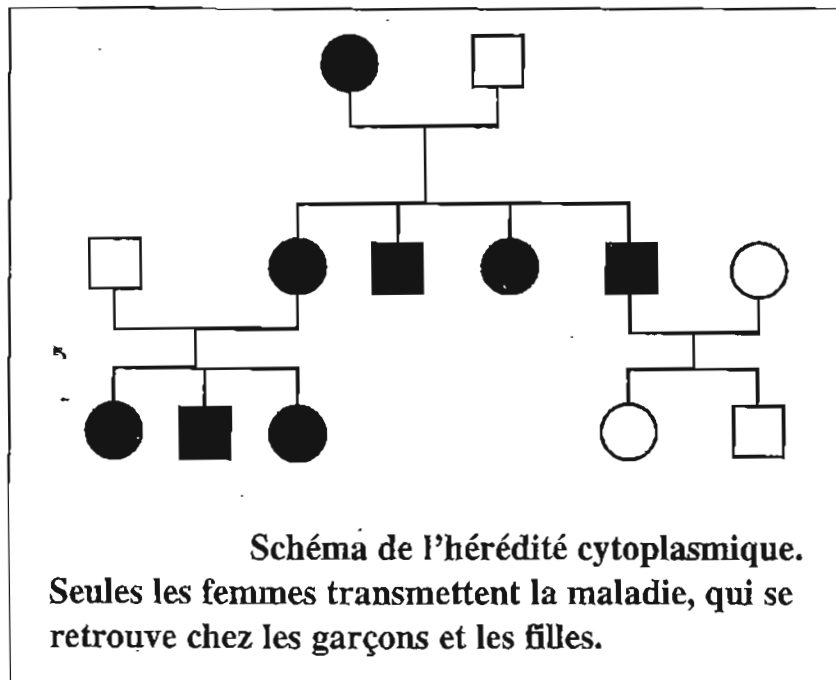 Schéma de l'hérédité cytoplasmique.
Seules les femmes transmettent la maladie, qui se
retrouve chez les garçons et les filles.